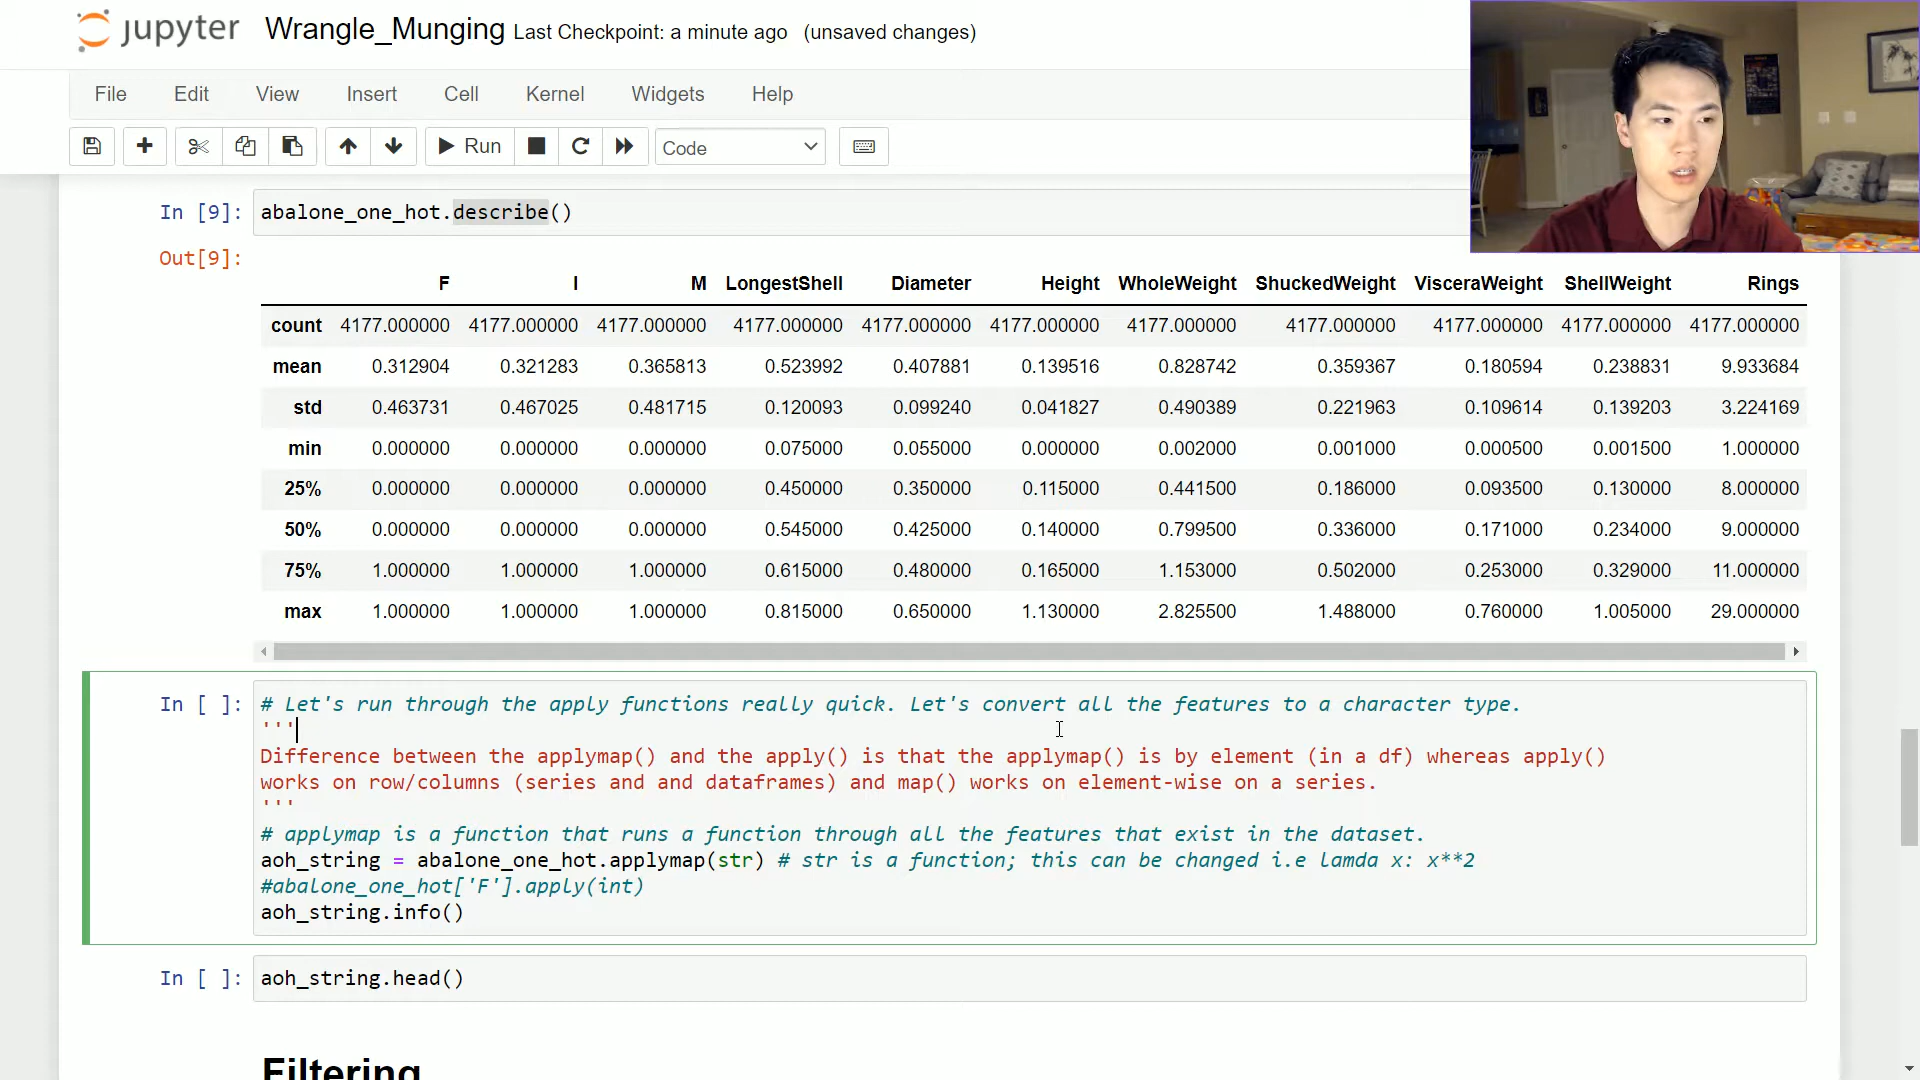 jupyter Wrangle_Munging Last Checkpoint: a minute ago (unsaved changes)
File Edit View Insert Cell Kernel Widgets Help
Run Code
In [9]: abalone_one_hot.describe()
Out[9]:
F I M LongestShell Diameter Height WholeWeight ShuckedWeight VisceraWeight ShellWeight Rings
count 4177.000000 4177.000000 4177.000000 4177.000000 4177.000000 4177.000000 4177.000000 4177.000000 4177.000000 4177.000000 4177.000000
mean 0.312904 0.321283 0.365813 0.523992 0.407881 0.139516 0.828742 0.359367 0.180594 0.238831 9.933684
std 0.463731 0.467025 0.481715 0.120093 0.099240 0.041827 0.490389 0.221963 0.109614 0.139203 3.224169
min 0.000000 0.000000 0.000000 0.075000 0.055000 0.000000 0.002000 0.001000 0.000500 0.001500 1.000000
25% 0.000000 0.000000 0.000000 0.450000 0.350000 0.115000 0.441500 0.186000 0.093500 0.130000 8.000000
50% 0.000000 0.000000 0.000000 0.545000 0.425000 0.140000 0.799500 0.336000 0.171000 0.234000 9.000000
75% 1.000000 1.000000 1.000000 0.615000 0.480000 0.165000 1.153000 0.502000 0.253000 0.329000 11.000000
max 1.000000 1.000000 1.000000 0.815000 0.650000 1.130000 2.825500 1.488000 0.760000 1.005000 29.000000
In [ ]: # Let's run through the apply functions really quick. Let's convert all the features to a character type.
'''
Difference between the applymap() and the apply() is that the applymap() is by element (in a df) whereas apply()
works on row/columns (series and and dataframes) and map() works on element-wise on a series.
'''
# applymap is a function that runs a function through all the features that exist in the dataset.
aoh_string = abalone_one_hot.applymap(str) # str is a function; this can be changed i.e lamda x: x**2
#abalone_one_hot['F'].apply(int)
aoh_string.info()
In [ ]: aoh_string.head()
Filtering